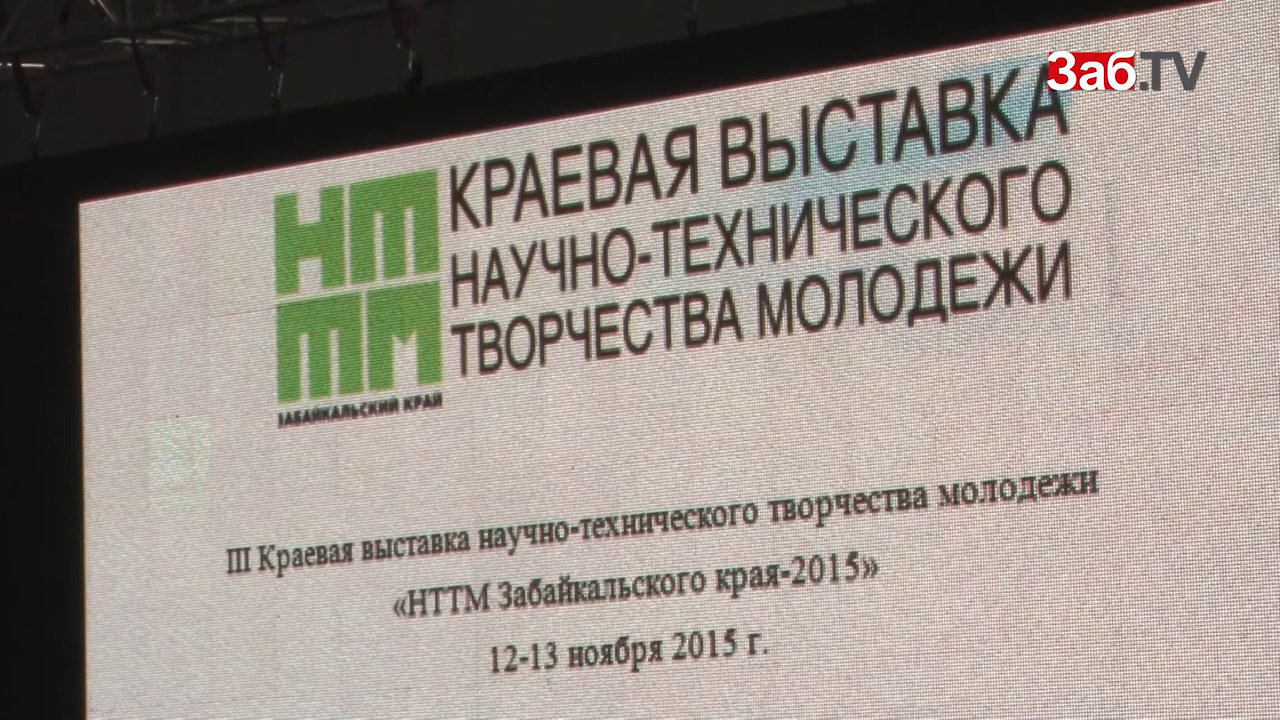 Заб.TV
КРАЕВАЯ ВЫСТАВКА
НАУЧНО-ТЕХНИЧЕСКОГО
ТВОРЧЕСТВА МОЛОДЕЖИ
НТ
ТМ
ЗАБАЙКАЛЬСКИЙ КРАЙ
III Краевая выставка научно-технического творчества молодежи
«НТТМ Забайкальского края-2015»
12-13 ноября 2015 г.